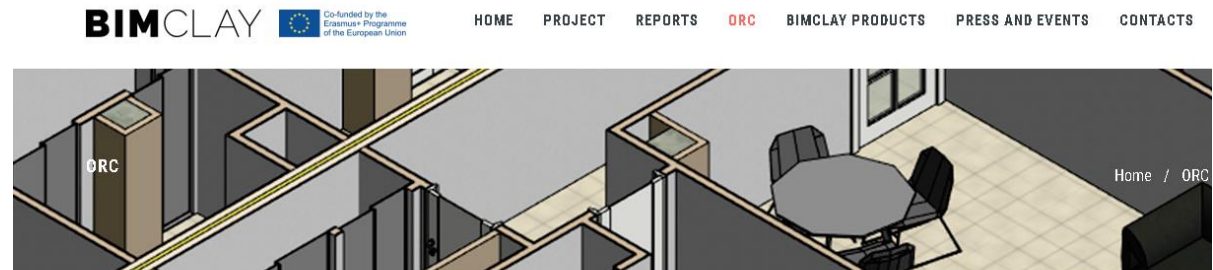 BIMCLAY
Co-funded by the
Erasmus+ Programme
of the European Union
HOME PROJECT REPORTS ORC BIMCLAY PRODUCTS PRESS AND EVENTS CONTACTS
ORC
Home / ORC